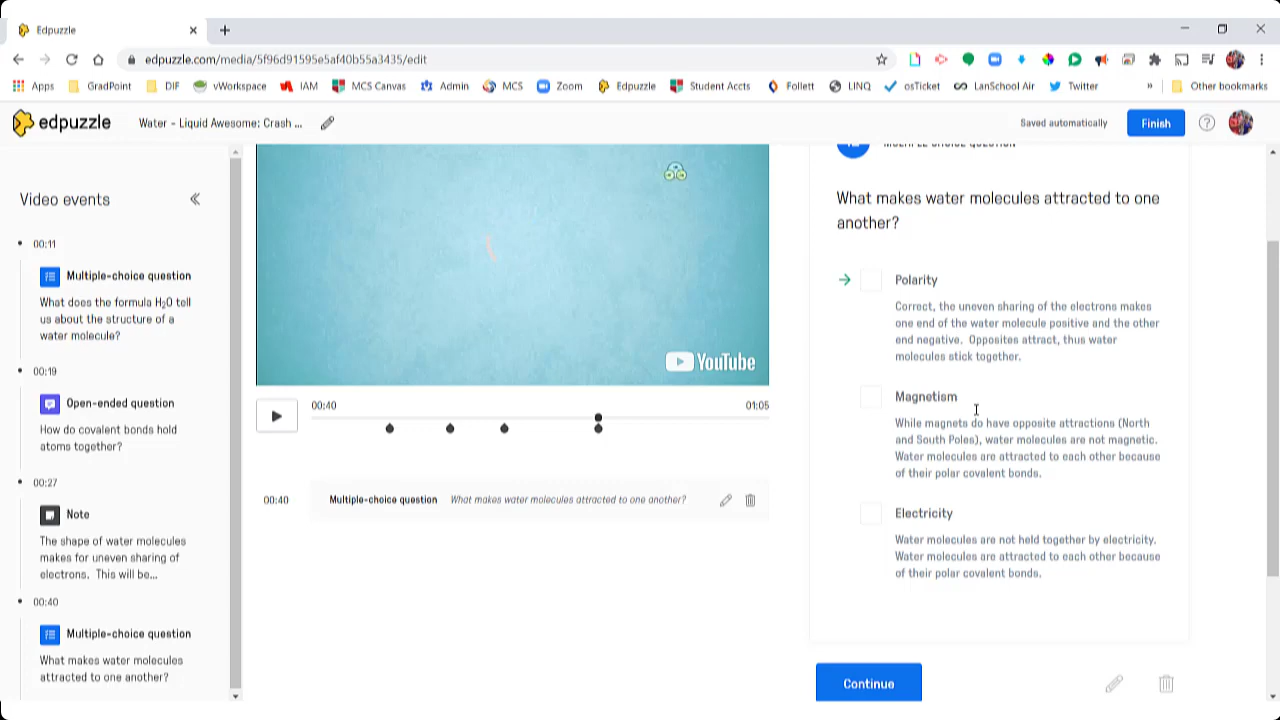 Edpuzzle
edpuzzle.com/media/5f96d91595e5af40b55a3435/edit
Apps GradPoint DIF vWorkspace IAM MCS Canvas Admin MCS Zoom Edpuzzle Student Accts Follett LINQ osTicket LanSchool Air Twitter » Other bookmarks
edpuzzle Water - Liquid Awesome: Crash ... Saved automatically Finish ?
Video events
00:11
Multiple-choice question
What does the formula H₂O tell
us about the structure of a
water molecule?
00:19
Open-ended question
How do covalent bonds hold
atoms together?
00:27
Note
The shape of water molecules
makes for uneven sharing of
electrons. This will be...
00:40
Multiple-choice question
What makes water molecules
attracted to one another?
YouTube
00:40 01:05
00:40 Multiple-choice question What makes water molecules attracted to one another?
MULTIPLE-CHOICE QUESTION
What makes water molecules attracted to one
another?
Polarity
Correct, the uneven sharing of the electrons makes
one end of the water molecule positive and the other
end negative. Opposites attract, thus water
molecules stick together.
Magnetism
While magnets do have opposite attractions (North
and South Poles), water molecules are not magnetic.
Water molecules are attracted to each other because
of their polar covalent bonds.
Electricity
Water molecules are not held together by electricity.
Water molecules are attracted to each other because
of their polar covalent bonds.
Continue